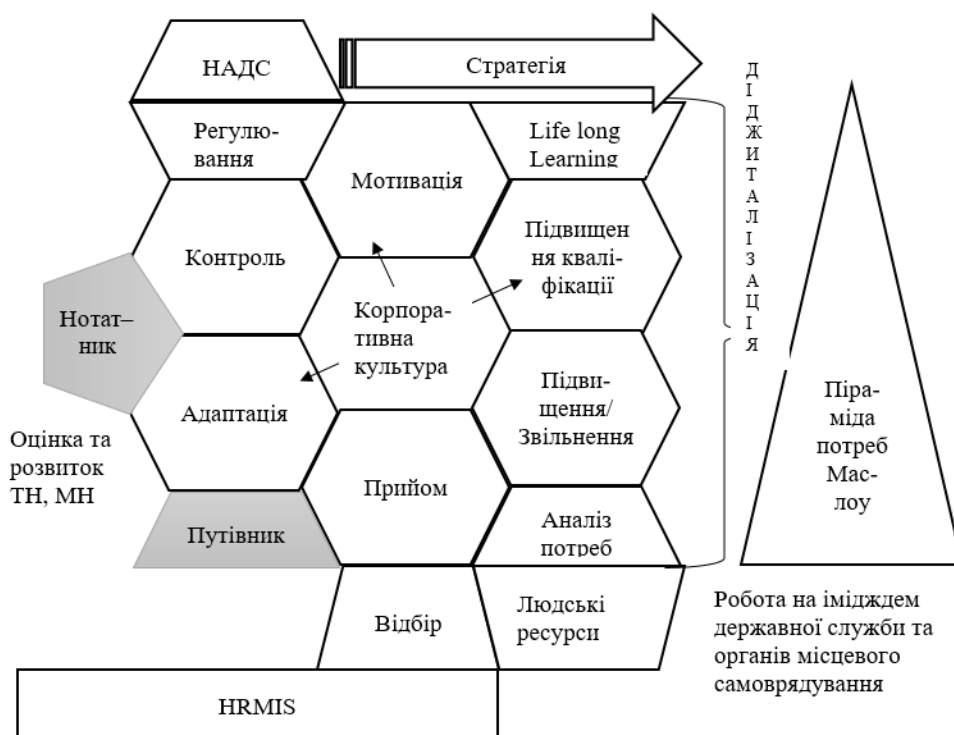 НАДС
Стратегія
Регулю-
вання
Мотивація
Life long
Learning
Контроль
Підвищен
ня квалі-
фікації
Нотат–
ник
Корпора-
тивна
культура
Адаптація
Підви-
щення/
Звільнення
Оцінка та
розвиток
ТН, МН
Прийом
Путівник
Аналіз
потреб
Відбір
Людські
ресурси
HRMIS
Д
І
Д
Ж
И
Т
А
Л
І
З
А
Ц
І
Я
Піра-
міда
потреб
Мас-
лоу
Робота на імідждем
державної служби та
органів місцевого
самоврядування